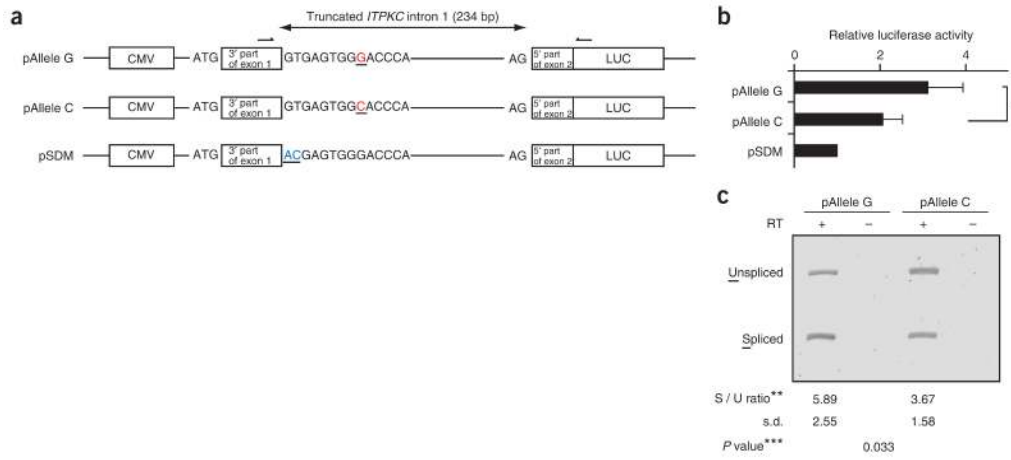 a
Truncated ITPKC intron 1 (234 bp)
pAllele G CMV ATG 3' part of exon 1 GTGAGTGGGACCCA AG 5' part of exon 2 LUC
pAllele C CMV ATG 3' part of exon 1 GTGAGTGGCACCCA AG 5' part of exon 2 LUC
pSDM CMV ATG 3' part of exon 1 ACGAGTGGGACCCA AG 5' part of exon 2 LUC
b
Relative luciferase activity
0 2 4
pAllele G
pAllele C
pSDM
c
pAllele G pAllele C
RT + – + –
Unspliced
Spliced
S / U ratio** 5.89 3.67
s.d. 2.55 1.58
P value*** 0.033